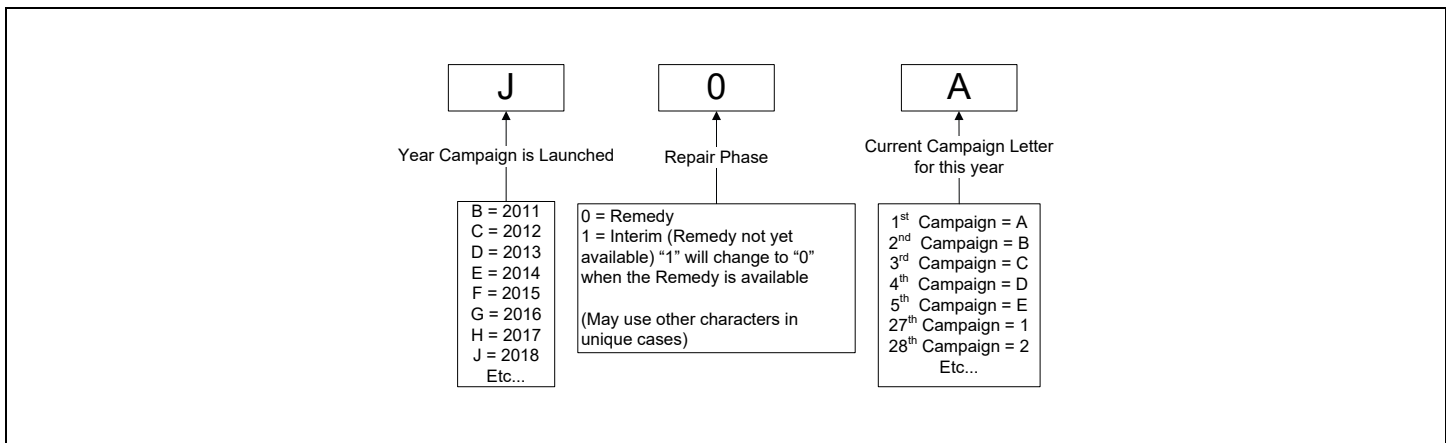 J
0
A
Year Campaign is Launched
Repair Phase
Current Campaign Letter
for this year
B = 2011
C = 2012
D = 2013
E = 2014
F = 2015
G = 2016
H = 2017
J = 2018
Etc...
0 = Remedy
1 = Interim (Remedy not yet
available) “1” will change to “0”
when the Remedy is available
(May use other characters in
unique cases)
1st Campaign = A
2nd Campaign = B
3rd Campaign = C
4th Campaign = D
5th Campaign = E
27th Campaign = 1
28th Campaign = 2
Etc...